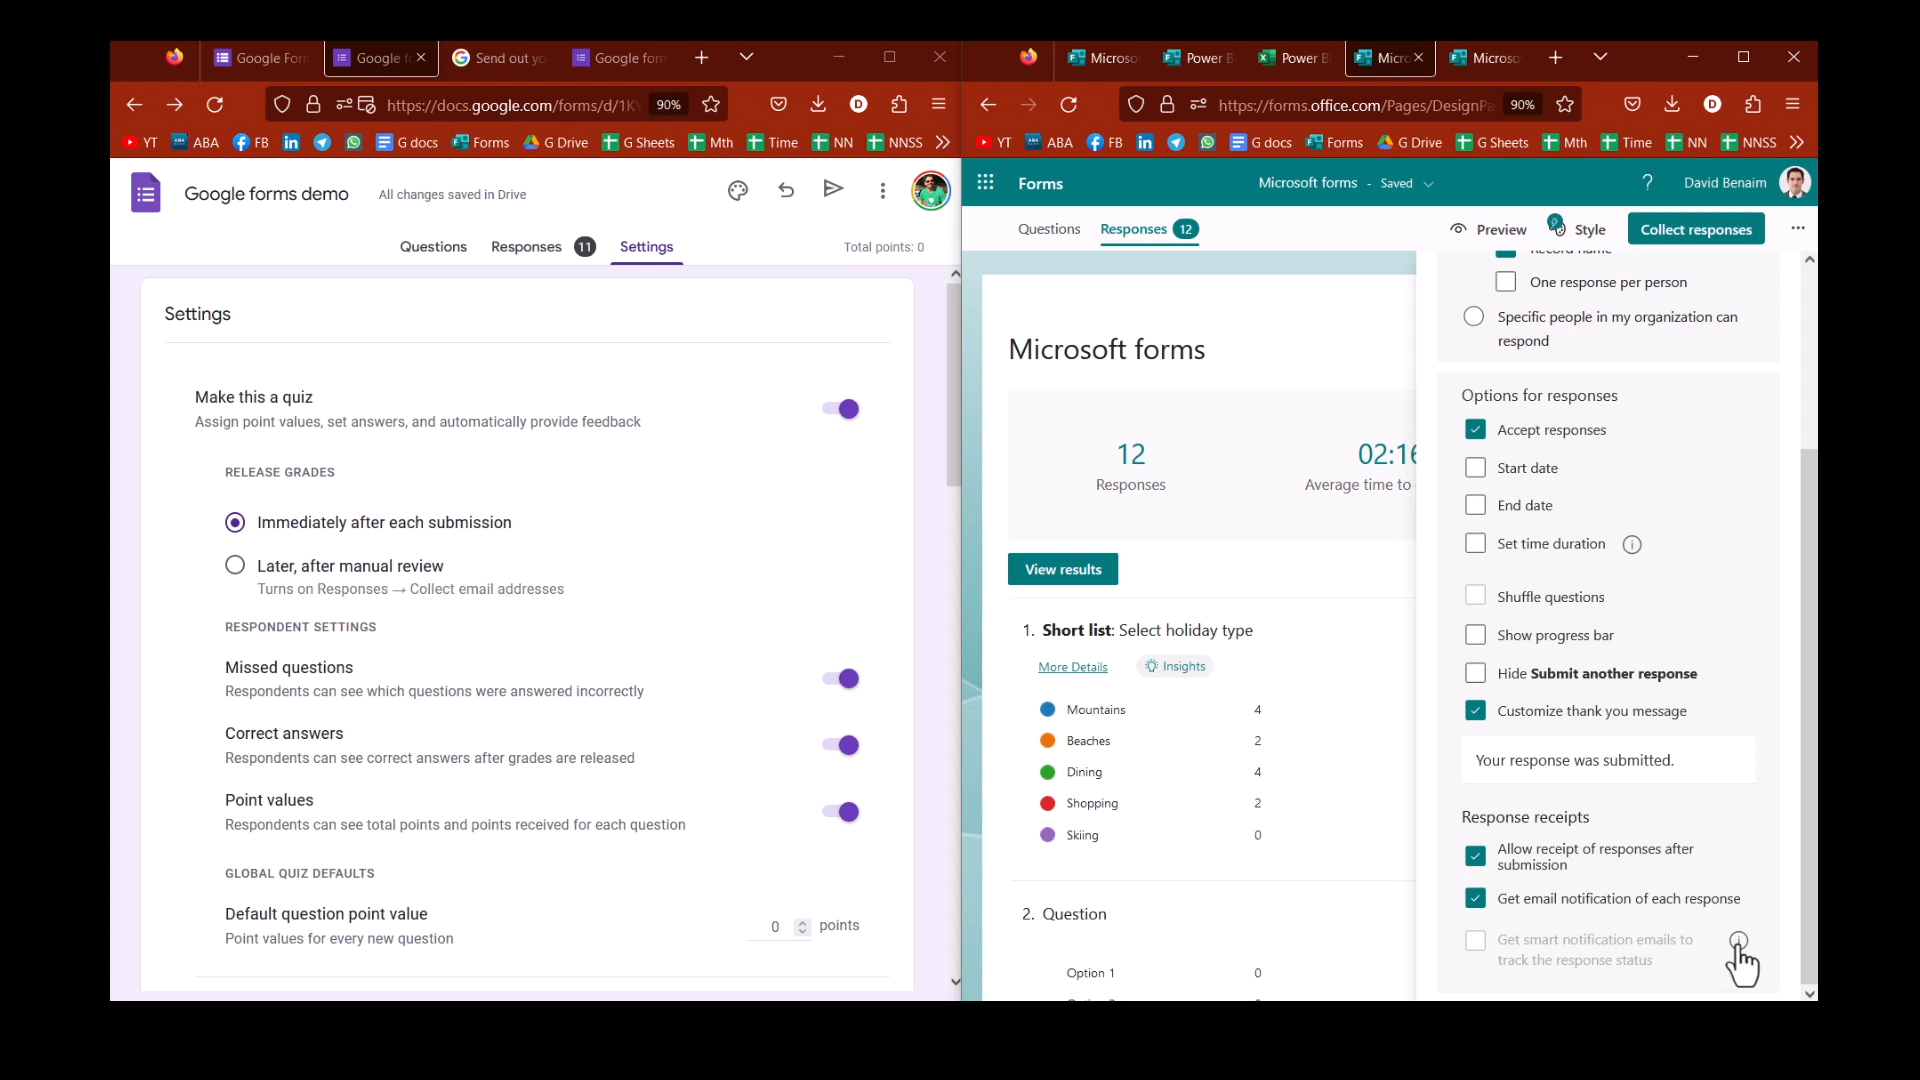 Google For
Google f
Send out yo
Google form
https://docs.google.com/forms/d/1K
90%
D
YT
ABA
FB
G docs
Forms
G Drive
G Sheets
Mth
Time
NN
NNSS
Google forms demo
All changes saved in Drive
Questions
Responses 11
Settings
Total points: 0
Settings
Make this a quiz
Assign point values, set answers, and automatically provide feedback
RELEASE GRADES
Immediately after each submission
Later, after manual review
Turns on Responses → Collect email addresses
RESPONDENT SETTINGS
Missed questions
Respondents can see which questions were answered incorrectly
Correct answers
Respondents can see correct answers after grades are released
Point values
Respondents can see total points and points received for each question
GLOBAL QUIZ DEFAULTS
Default question point value
Point values for every new question
0 points
Microso
Power B
Power B
Micro
Microso
https://forms.office.com/Pages/DesignPa
90%
D
YT
ABA
FB
G docs
Forms
G Drive
G Sheets
Mth
Time
NN
NNSS
Forms
Microsoft forms - Saved
?
David Benaim
Questions
Responses 12
Preview
Style
Collect responses
Microsoft forms
12
Responses
02:16
Average time to
View results
1. Short list: Select holiday type
More Details
Insights
Mountains 4
Beaches 2
Dining 4
Shopping 2
Skiing 0
2. Question
Option 1 0
Record name
One response per person
Specific people in my organization can
respond
Options for responses
Accept responses
Start date
End date
Set time duration
Shuffle questions
Show progress bar
Hide Submit another response
Customize thank you message
Your response was submitted.
Response receipts
Allow receipt of responses after
submission
Get email notification of each response
Get smart notification emails to
track the response status